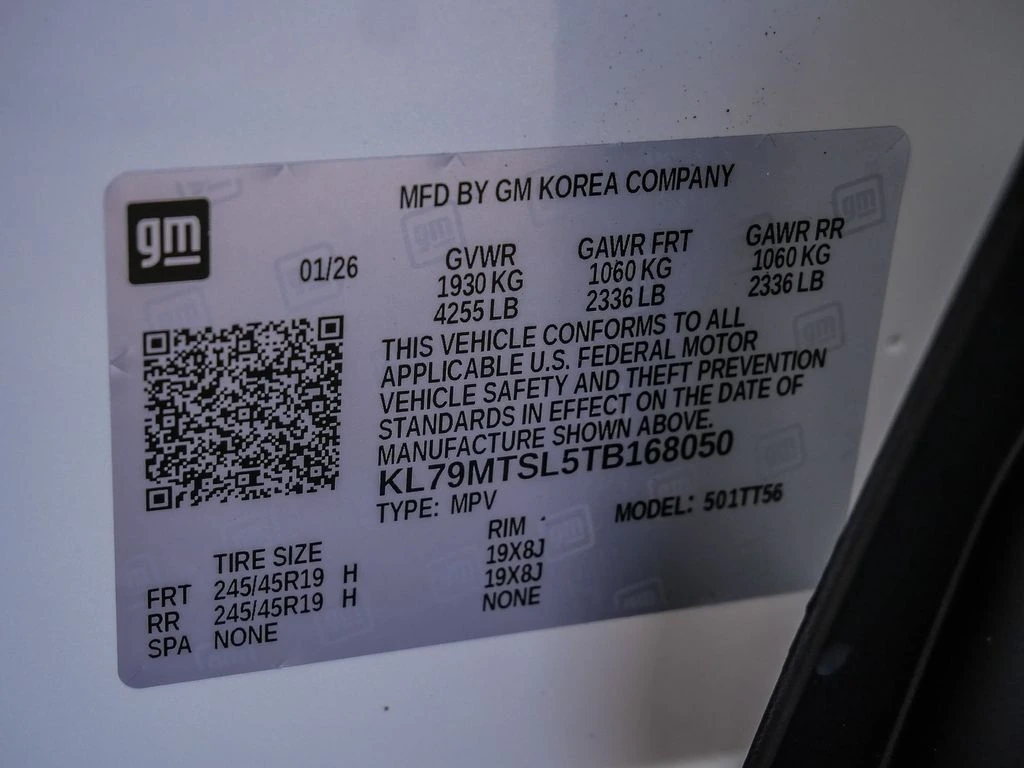 gm
MFD BY GM KOREA COMPANY
01/26
GVWR GAWR FRT GAWR RR
1930 KG 1060 KG 1060 KG
4255 LB 2336 LB 2336 LB
THIS VEHICLE CONFORMS TO ALL
APPLICABLE U.S. FEDERAL MOTOR
VEHICLE SAFETY AND THEFT PREVENTION
STANDARDS IN EFFECT ON THE DATE OF
MANUFACTURE SHOWN ABOVE.
KL79MTSL5TB168050
TYPE: MPV MODEL: 501TT56
TIRE SIZE RIM
FRT 245/45R19 H 19X8J
RR 245/45R19 H 19X8J
SPA NONE NONE